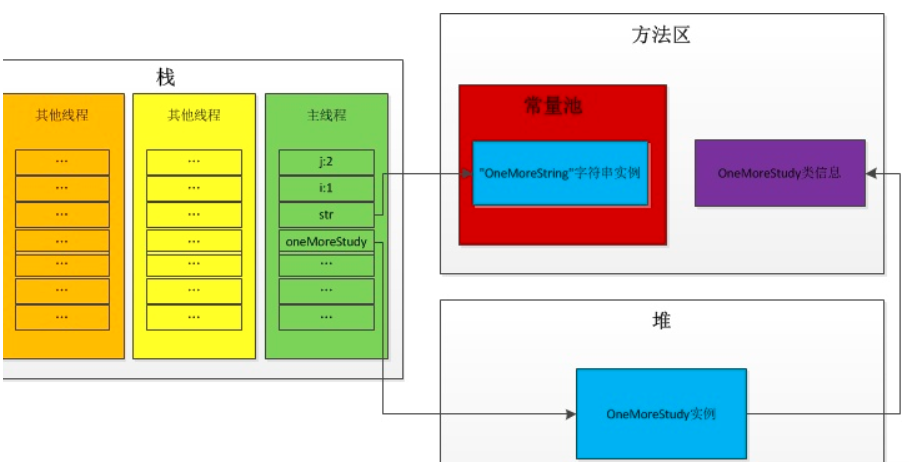 栈
其他线程
…
…
…
…
…
…
…
其他线程
…
…
…
…
…
…
…
主线程
j:2
i:1
str
oneMoreStudy
…
…
…
方法区
常量池
"OneMoreString"字符串实例
OneMoreStudy类信息
堆
OneMoreStudy实例